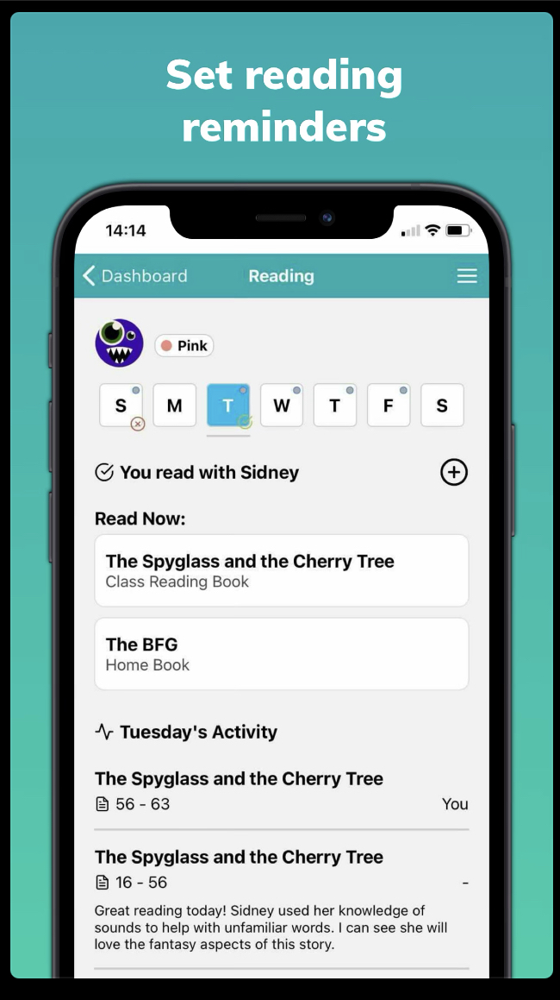 Set reading
reminders
14:14
Dashboard Reading
Pink
S M T W T F S
You read with Sidney
Read Now:
The Spyglass and the Cherry Tree
Class Reading Book
The BFG
Home Book
Tuesday's Activity
The Spyglass and the Cherry Tree
56 - 63 You
The Spyglass and the Cherry Tree
16 - 56 -
Great reading today! Sidney used her knowledge of
sounds to help with unfamiliar words. I can see she will
love the fantasy aspects of this story.